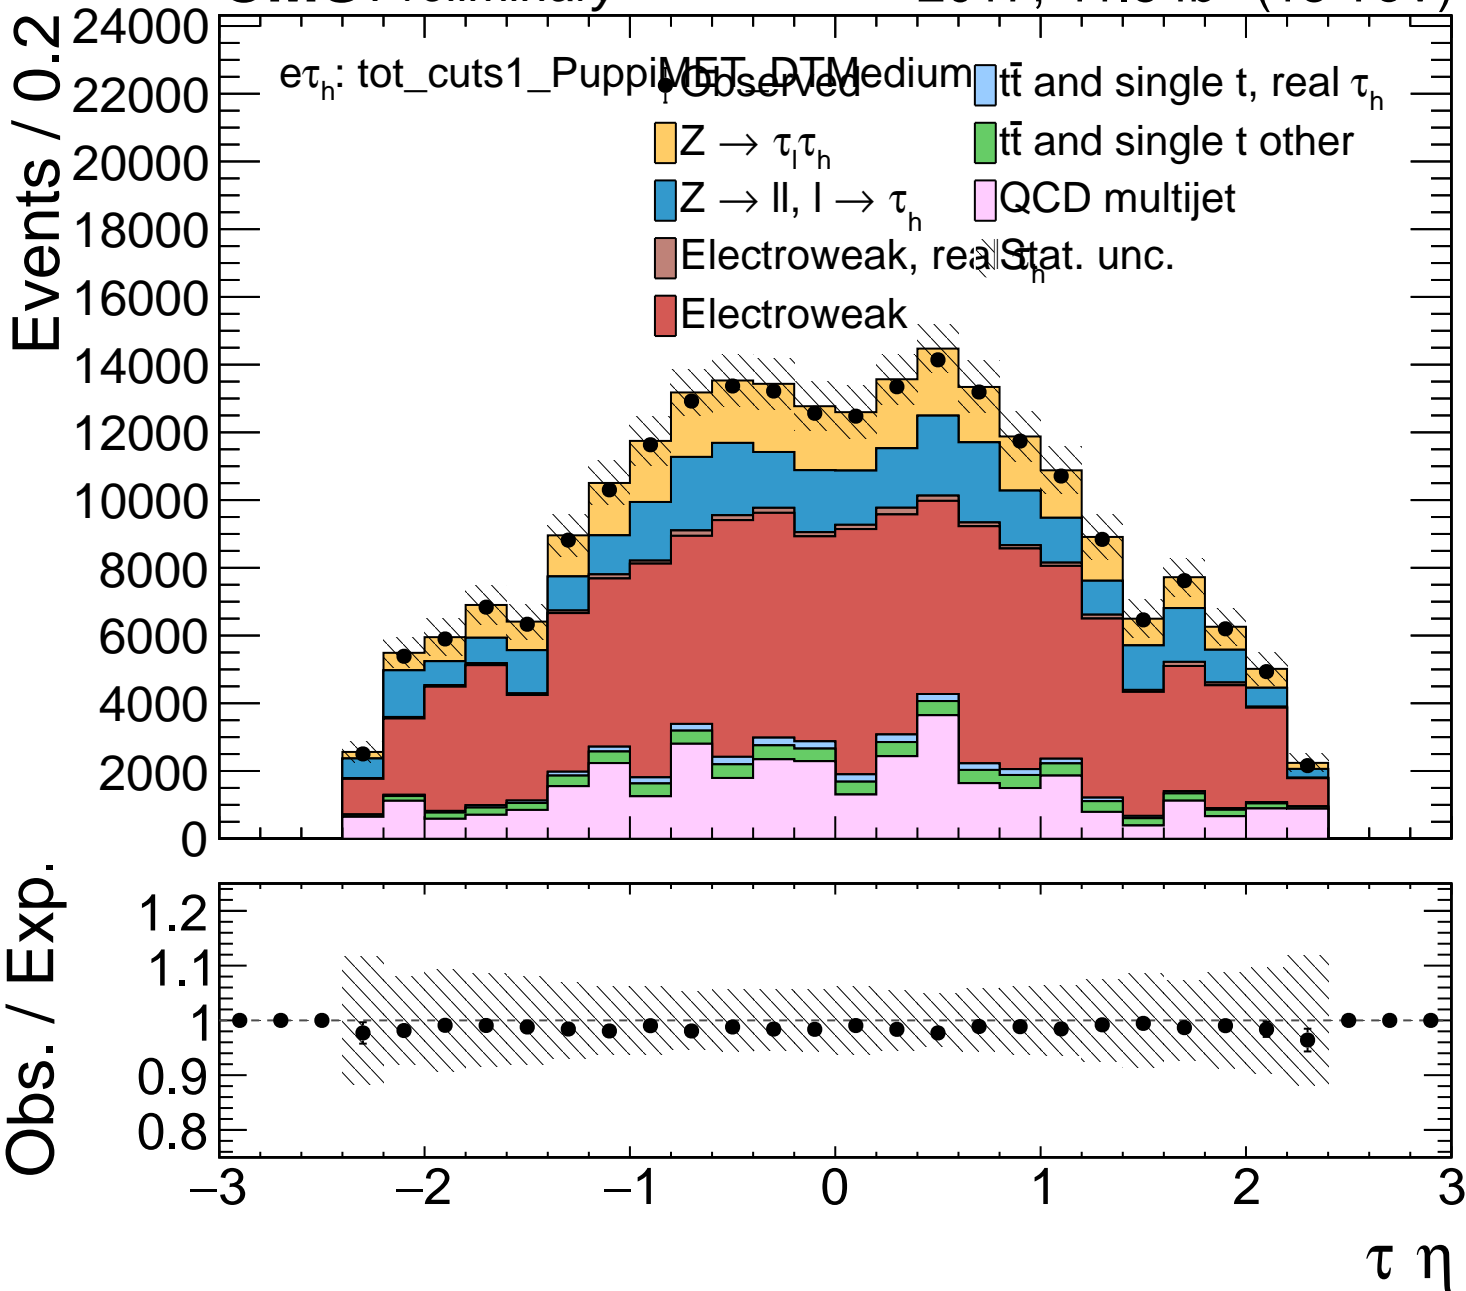 Preliminary
Events / 0.2
24000
22000
20000
18000
16000
14000
12000
10000
8000
6000
4000
2000
0
eτh: tot_cuts1_PuppiMET_DTMedium
Observed
Z → τlτh
Z → ll, l → τh
Electroweak, real τh
Electroweak
tt̄ and single t, real τh
tt̄ and single t other
QCD multijet
Stat. unc.
Obs. / Exp.
1.2
1.1
1
0.9
0.8
−3
−2
−1
0
1
2
3
τ η